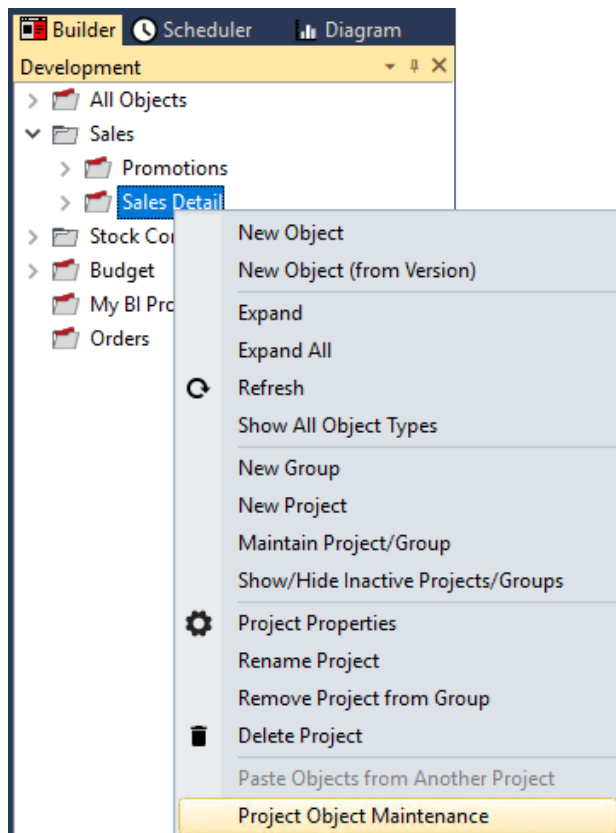 Builder Scheduler Diagram
Development
All Objects
Sales
Promotions
Sales Detail
Stock Co
Budget
My BI Pro
Orders
New Object
New Object (from Version)
Expand
Expand All
Refresh
Show All Object Types
New Group
New Project
Maintain Project/Group
Show/Hide Inactive Projects/Groups
Project Properties
Rename Project
Remove Project from Group
Delete Project
Paste Objects from Another Project
Project Object Maintenance